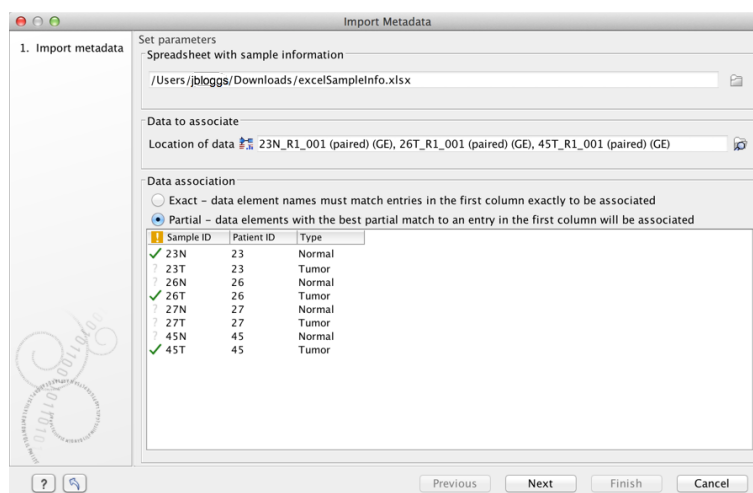 Import Metadata
1. Import metadata
Set parameters
Spreadsheet with sample information
/Users/jbloggs/Downloads/excelSampleInfo.xlsx
Data to associate
Location of data 23N_R1_001 (paired) (GE), 26T_R1_001 (paired) (GE), 45T_R1_001 (paired) (GE)
Data association
Exact – data element names must match entries in the first column exactly to be associated
Partial – data elements with the best partial match to an entry in the first column will be associated
! Sample ID Patient ID Type
23N 23 Normal
? 23T 23 Tumor
? 26N 26 Normal
26T 26 Tumor
? 27N 27 Normal
? 27T 27 Tumor
? 45N 45 Normal
45T 45 Tumor
? Previous Next Finish Cancel